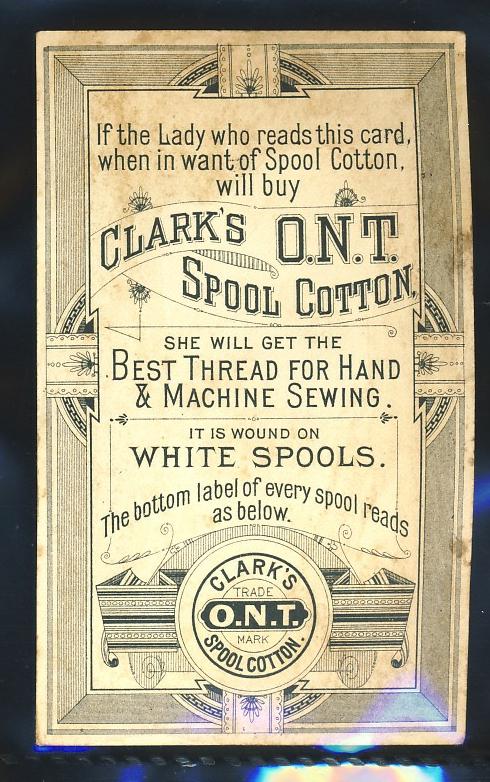 If the Lady who reads this card,
when in want of Spool Cotton,
will buy
CLARK'S O.N.T.
SPOOL COTTON,
SHE WILL GET THE
BEST THREAD FOR HAND
& MACHINE SEWING.
IT IS WOUND ON
WHITE SPOOLS.
The bottom label of every spool reads
as below.
CLARK'S
TRADE
O.N.T.
MARK
SPOOL COTTON.